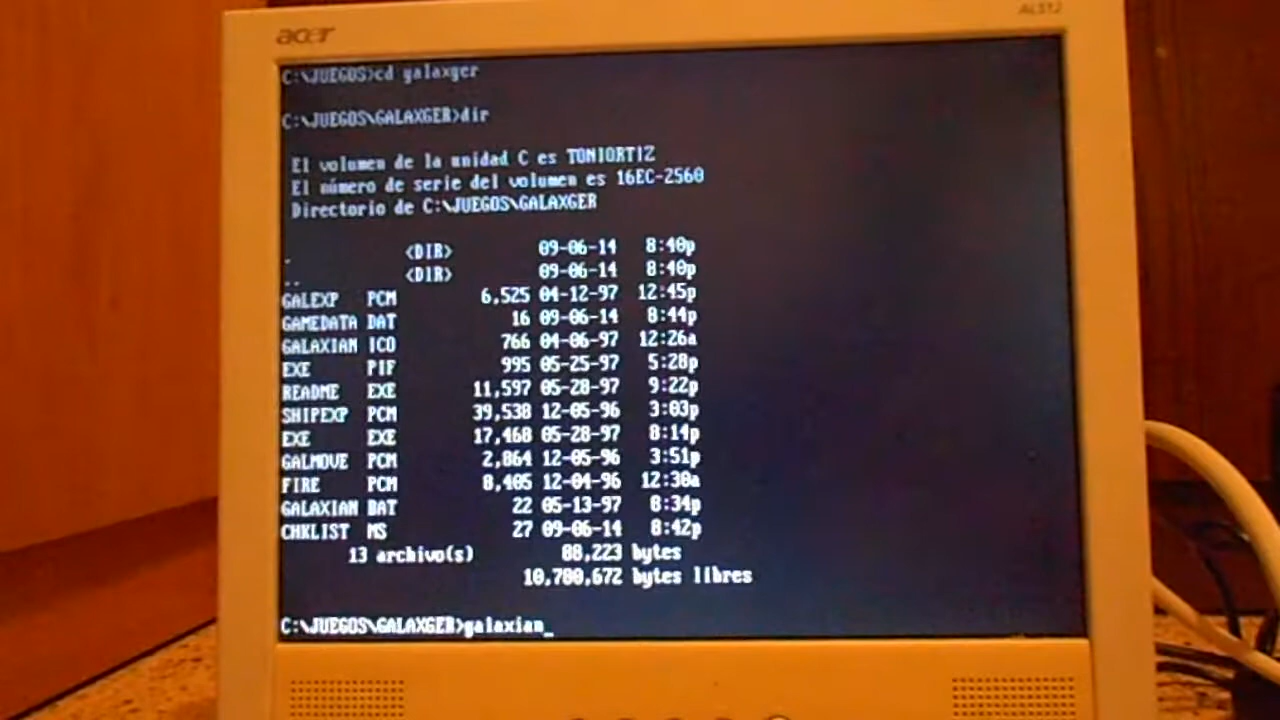 acer
AL512
C:\JUEGOS>cd galaxger
C:\JUEGOS\GALAXGER>dir
El volumen de la unidad C es TONIORTIZ
El número de serie del volumen es 16EC-2560
Directorio de C:\JUEGOS\GALAXGER
. <DIR> 09-06-14 8:40p
.. <DIR> 09-06-14 8:40p
GALEXP PCM 6,525 04-12-97 12:45p
GAMEDATA DAT 16 09-06-14 8:44p
GALAXIAN ICO 766 04-06-97 12:26a
EXE PIF 995 05-25-97 5:28p
README EXE 11,597 05-28-97 9:22p
SHIPEXP PCM 39,538 12-05-96 3:03p
EXE EXE 17,468 05-28-97 8:14p
GALMOVE PCM 2,864 12-05-96 3:51p
FIRE PCM 8,405 12-04-96 12:30a
GALAXIAN BAT 22 05-13-97 8:34p
CHKLIST MS 27 09-06-14 8:42p
13 archivo(s) 88,223 bytes
10,780,672 bytes libres
C:\JUEGOS\GALAXGER>galaxian_